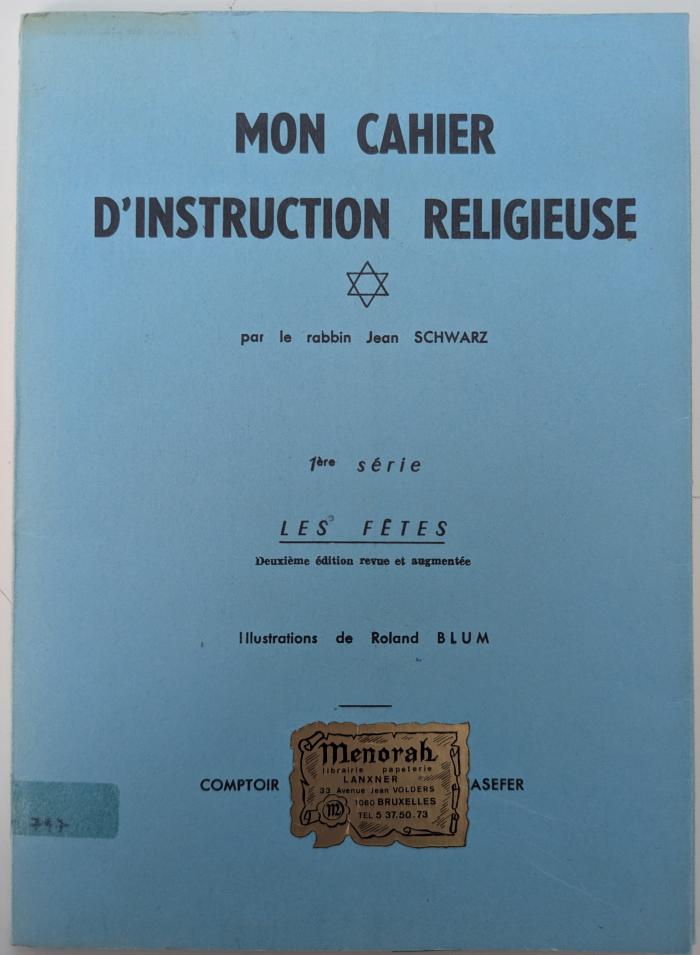 MON CAHIER
D'INSTRUCTION RELIGIEUSE
par le rabbin Jean SCHWARZ
1ère série
LES FÊTES
Deuxième édition revue et augmentée
Illustrations de Roland BLUM
COMPTOIR ASEFER
Menorah
librairie papeterie
LANXNER
33 Avenue Jean VOLDERS
1060 BRUXELLES
TEL 5 37.50.73
m